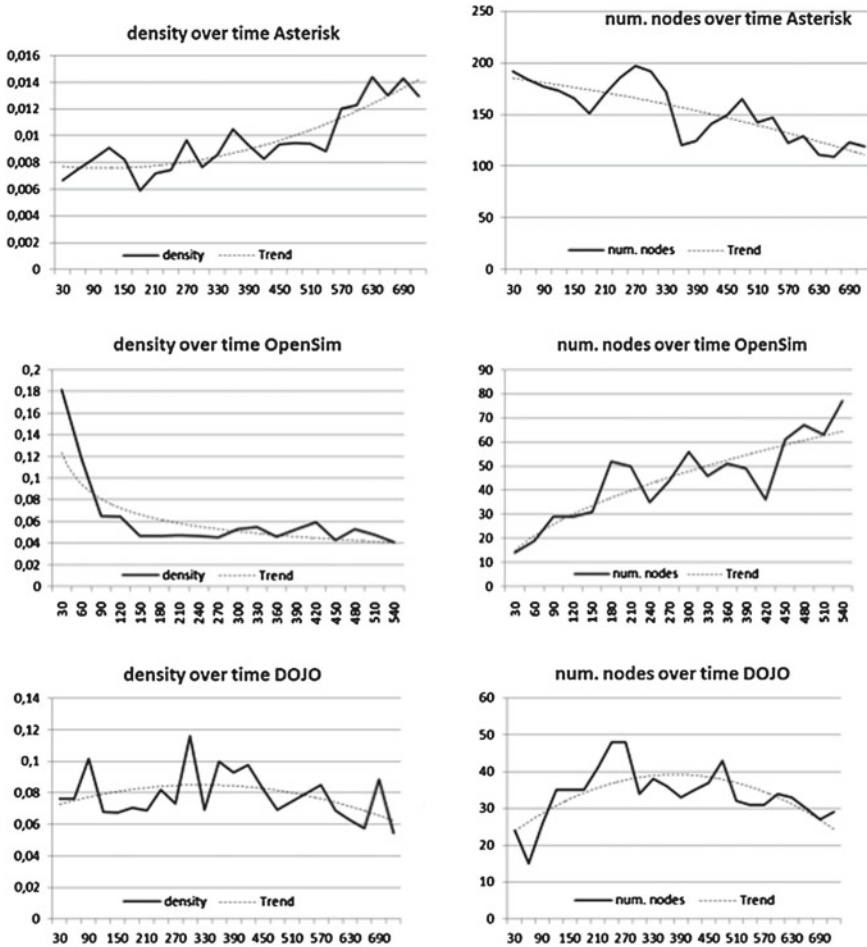 density over time Asterisk
0,016
0,014
0,012
0,01
0,008
0,006
0,004
0,002
0
density Trend
30 90 150 210 270 330 390 450 510 570 630 690
num. nodes over time Asterisk
250
200
150
100
50
0
num. nodes Trend
30 90 150 210 270 330 390 450 510 570 630 690
density over time OpenSim
0,2
0,18
0,16
0,14
0,12
0,1
0,08
0,06
0,04
0,02
0
density Trend
30 60 90 120 150 180 210 240 270 300 330 360 390 420 450 480 510 540
num. nodes over time OpenSim
90
80
70
60
50
40
30
20
10
0
num. nodes Trend
30 60 90 120 150 180 210 240 270 300 330 360 390 420 450 480 510 540
density over time DOJO
0,14
0,12
0,1
0,08
0,06
0,04
0,02
0
density Trend
30 90 150 210 270 330 390 450 510 570 630 690
num. nodes over time DOJO
60
50
40
30
20
10
0
num. nodes Trend
30 90 150 210 270 330 390 450 510 570 630 690